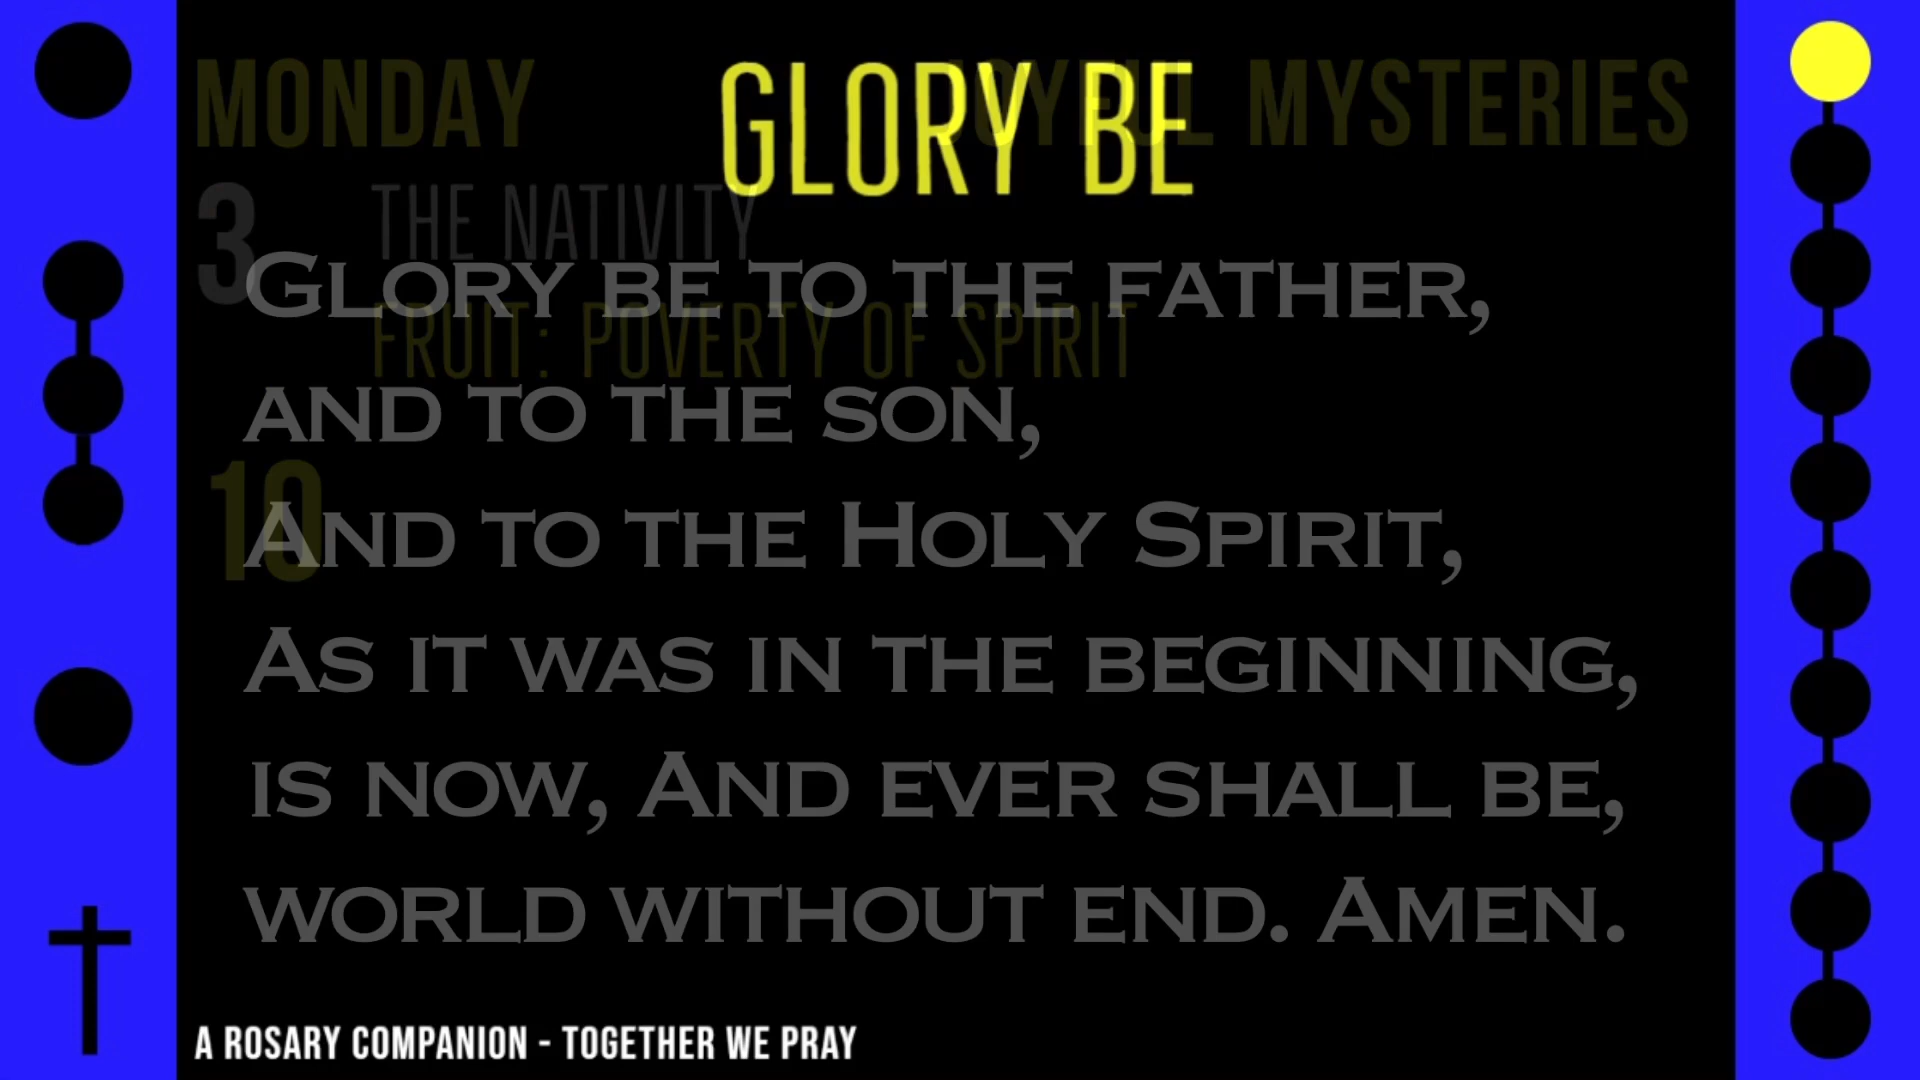 MONDAY
JOYFUL MYSTERIES
GLORY BE
3
THE NATIVITY
FRUIT: POVERTY OF SPIRIT
10
GLORY BE TO THE FATHER,
AND TO THE SON,
AND TO THE HOLY SPIRIT,
AS IT WAS IN THE BEGINNING,
IS NOW, AND EVER SHALL BE,
WORLD WITHOUT END. AMEN.
A ROSARY COMPANION - TOGETHER WE PRAY